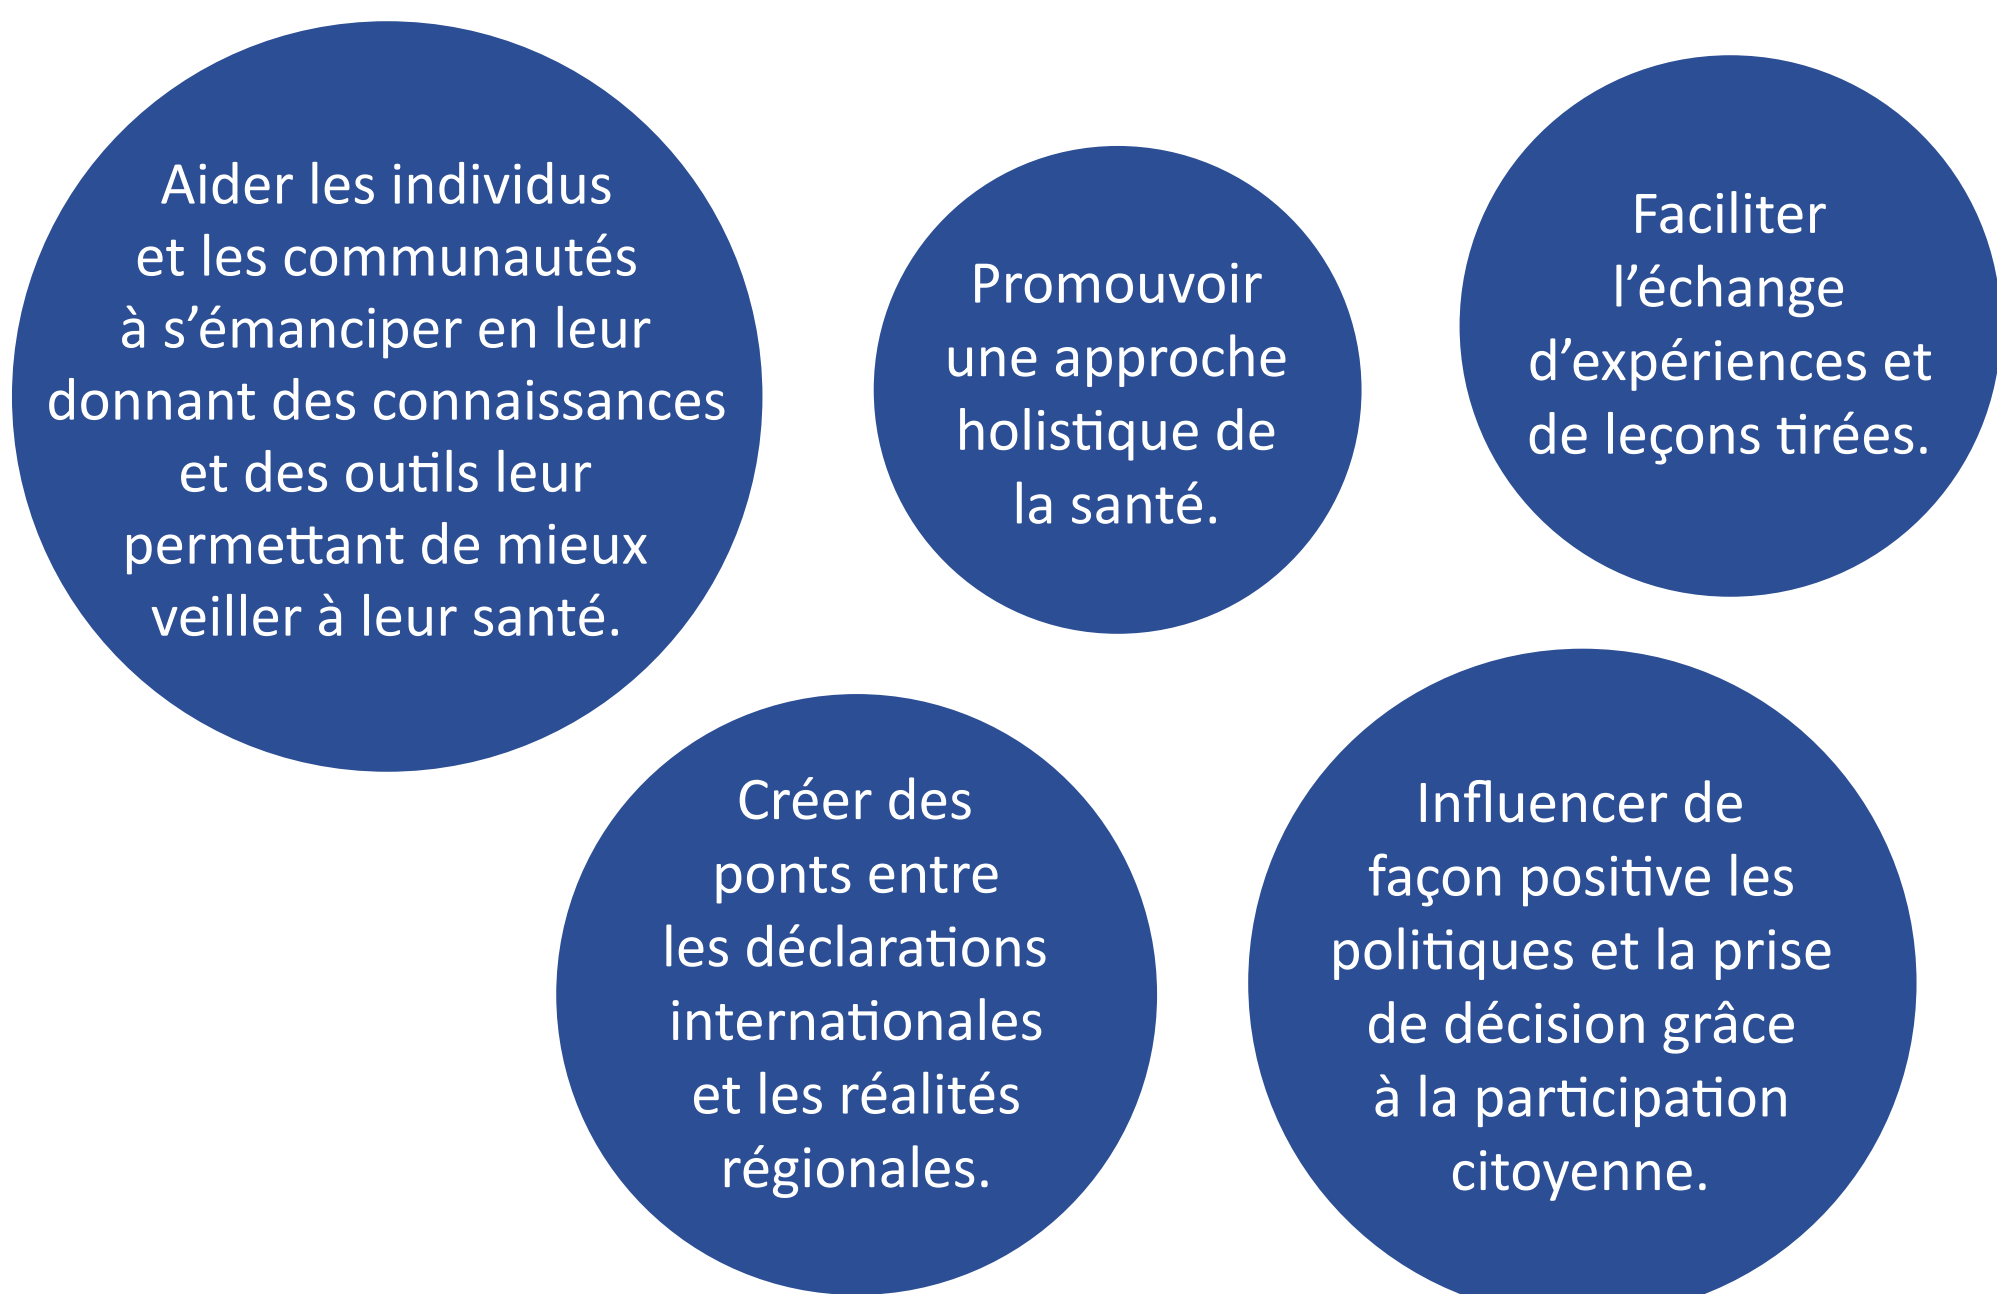 Aider les individus
et les communautés
à s’émanciper en leur
donnant des connaissances
et des outils leur
permettant de mieux
veiller à leur santé.
Promouvoir
une approche
holistique de
la santé.
Faciliter
l’échange
d’expériences et
de leçons tirées.
Créer des
ponts entre
les déclarations
internationales
et les réalités
régionales.
Influencer de
façon positive les
politiques et la prise
de décision grâce
à la participation
citoyenne.